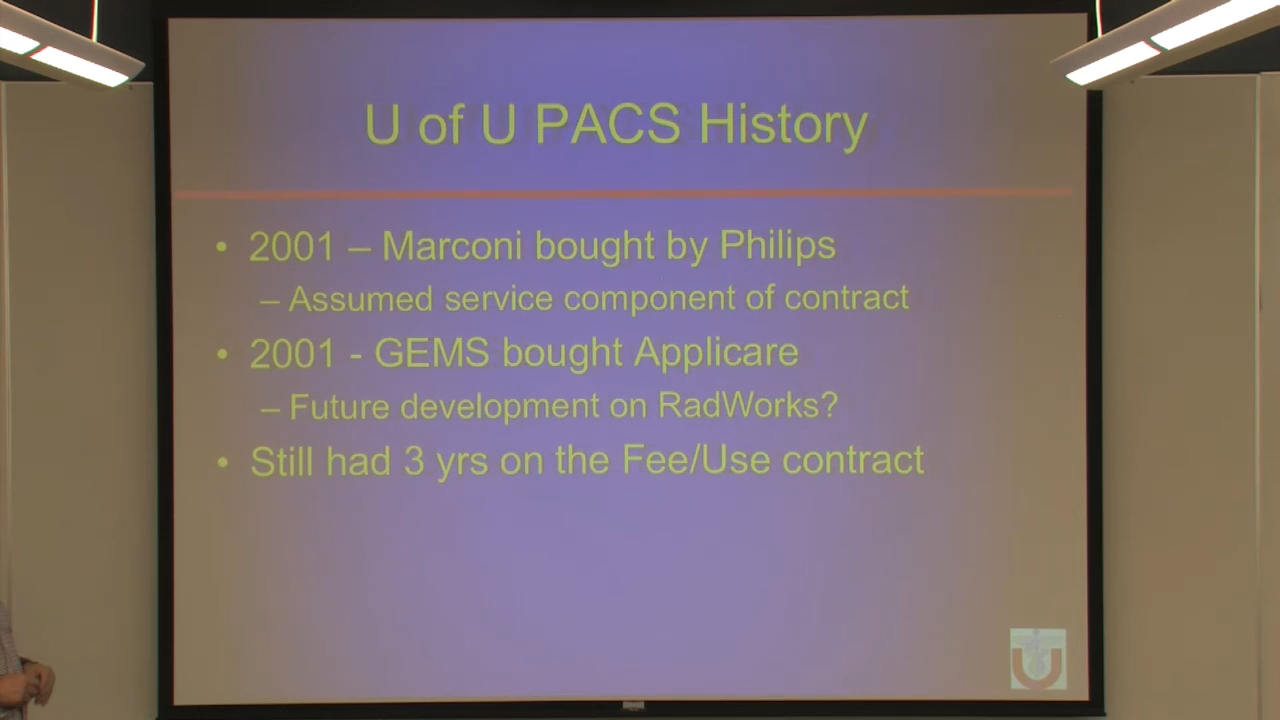 U of U PACS History
• 2001 – Marconi bought by Philips
– Assumed service component of contract
• 2001 - GEMS bought Applicare
– Future development on RadWorks?
• Still had 3 yrs on the Fee/Use contract
U